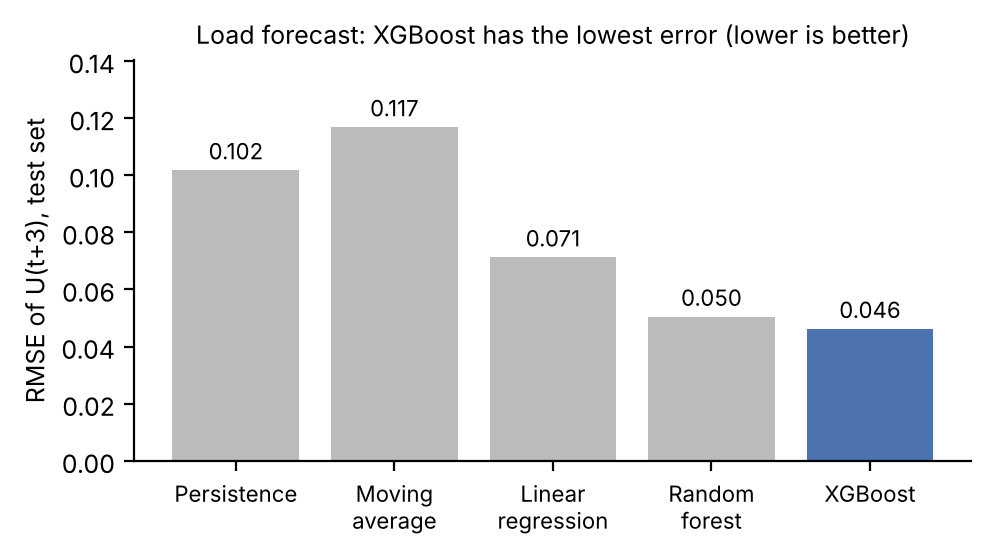 Load forecast: XGBoost has the lowest error (lower is better)
RMSE of U(t+3), test set
0.14
0.12
0.10
0.08
0.06
0.04
0.02
0.00
0.102
0.117
0.071
0.050
0.046
Persistence
Moving
average
Linear
regression
Random
forest
XGBoost